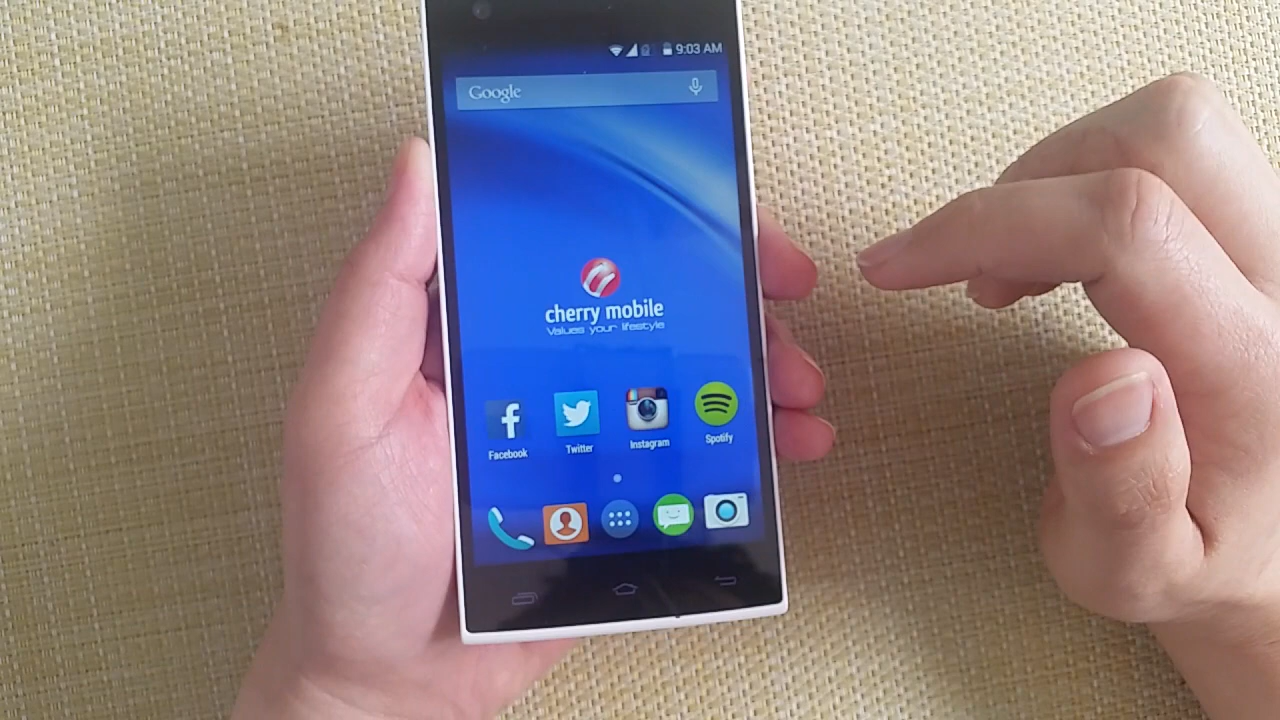 9:03 AM
Google
cherry mobile
Values your lifestyle
Facebook
Twitter
Instagram
Spotify